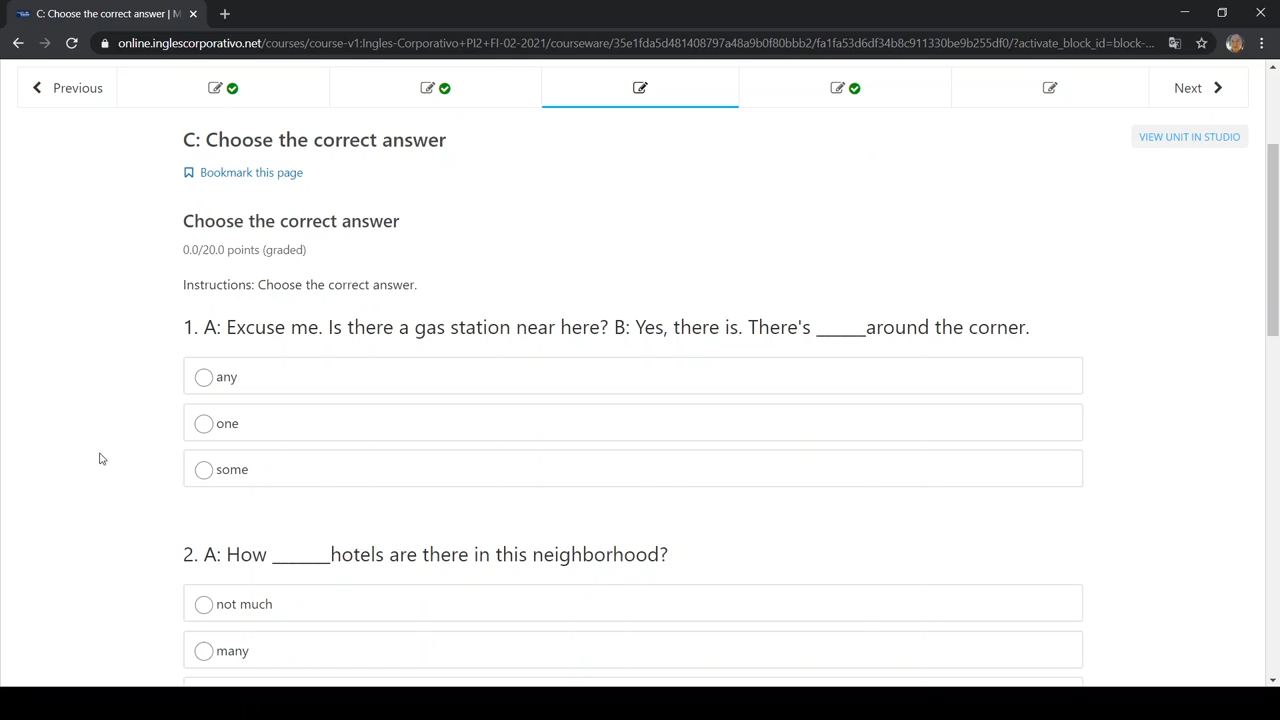 C: Choose the correct answer | M
online.inglescorporativo.net/courses/course-v1:Ingles-Corporativo+PI2+FI-02-2021/courseware/35e1fda5d481408797a48a9b0f80bbb2/fa1fa53d6df34b8c911330be9b255df0/?activate_block_id=block-...
Previous
Next
C: Choose the correct answer
VIEW UNIT IN STUDIO
Bookmark this page
Choose the correct answer
0.0/20.0 points (graded)
Instructions: Choose the correct answer.
1. A: Excuse me. Is there a gas station near here? B: Yes, there is. There's ______around the corner.
any
one
some
2. A: How _______hotels are there in this neighborhood?
not much
many